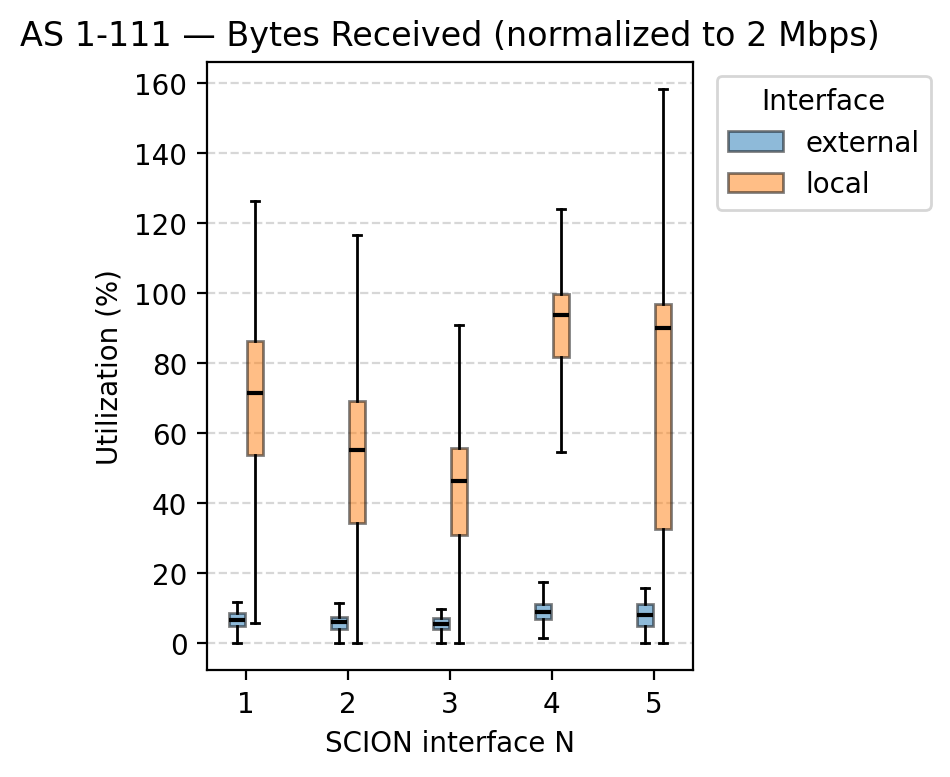 AS 1-111 — Bytes Received (normalized to 2 Mbps)
Interface
external
local
Utilization (%)
160
140
120
100
80
60
40
20
0
1 2 3 4 5
SCION interface N